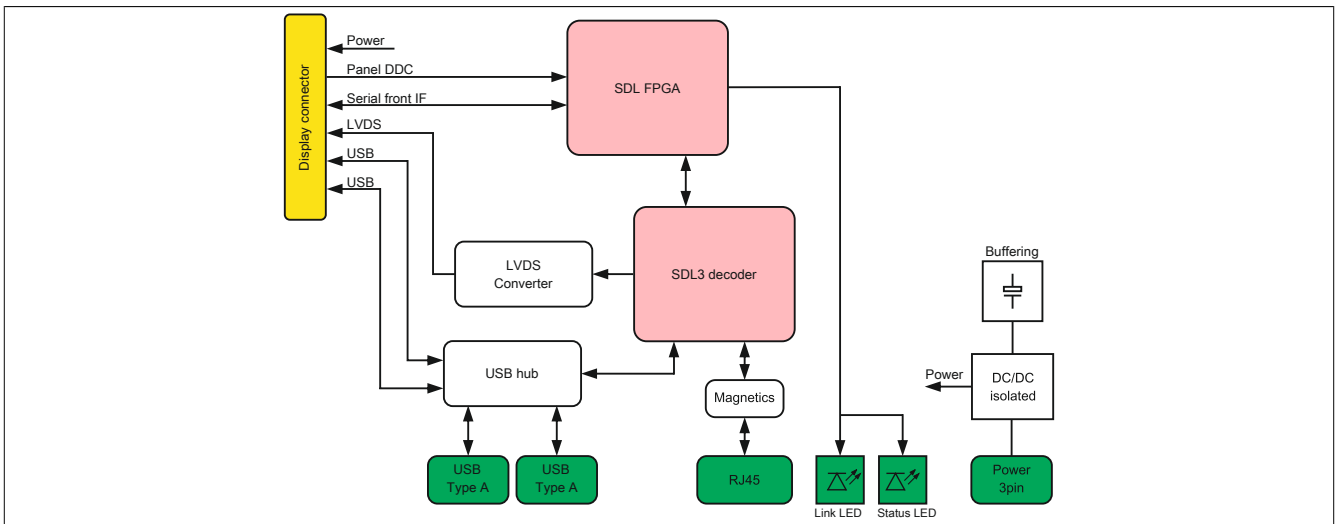 Display connector
Power
Panel DDC
Serial front IF
LVDS
USB
USB
SDL FPGA
LVDS
Converter
SDL3 decoder
USB hub
Magnetics
USB
Type A
USB
Type A
RJ45
Link LED
Status LED
Buffering
Power
DC/DC
isolated
Power
3pin